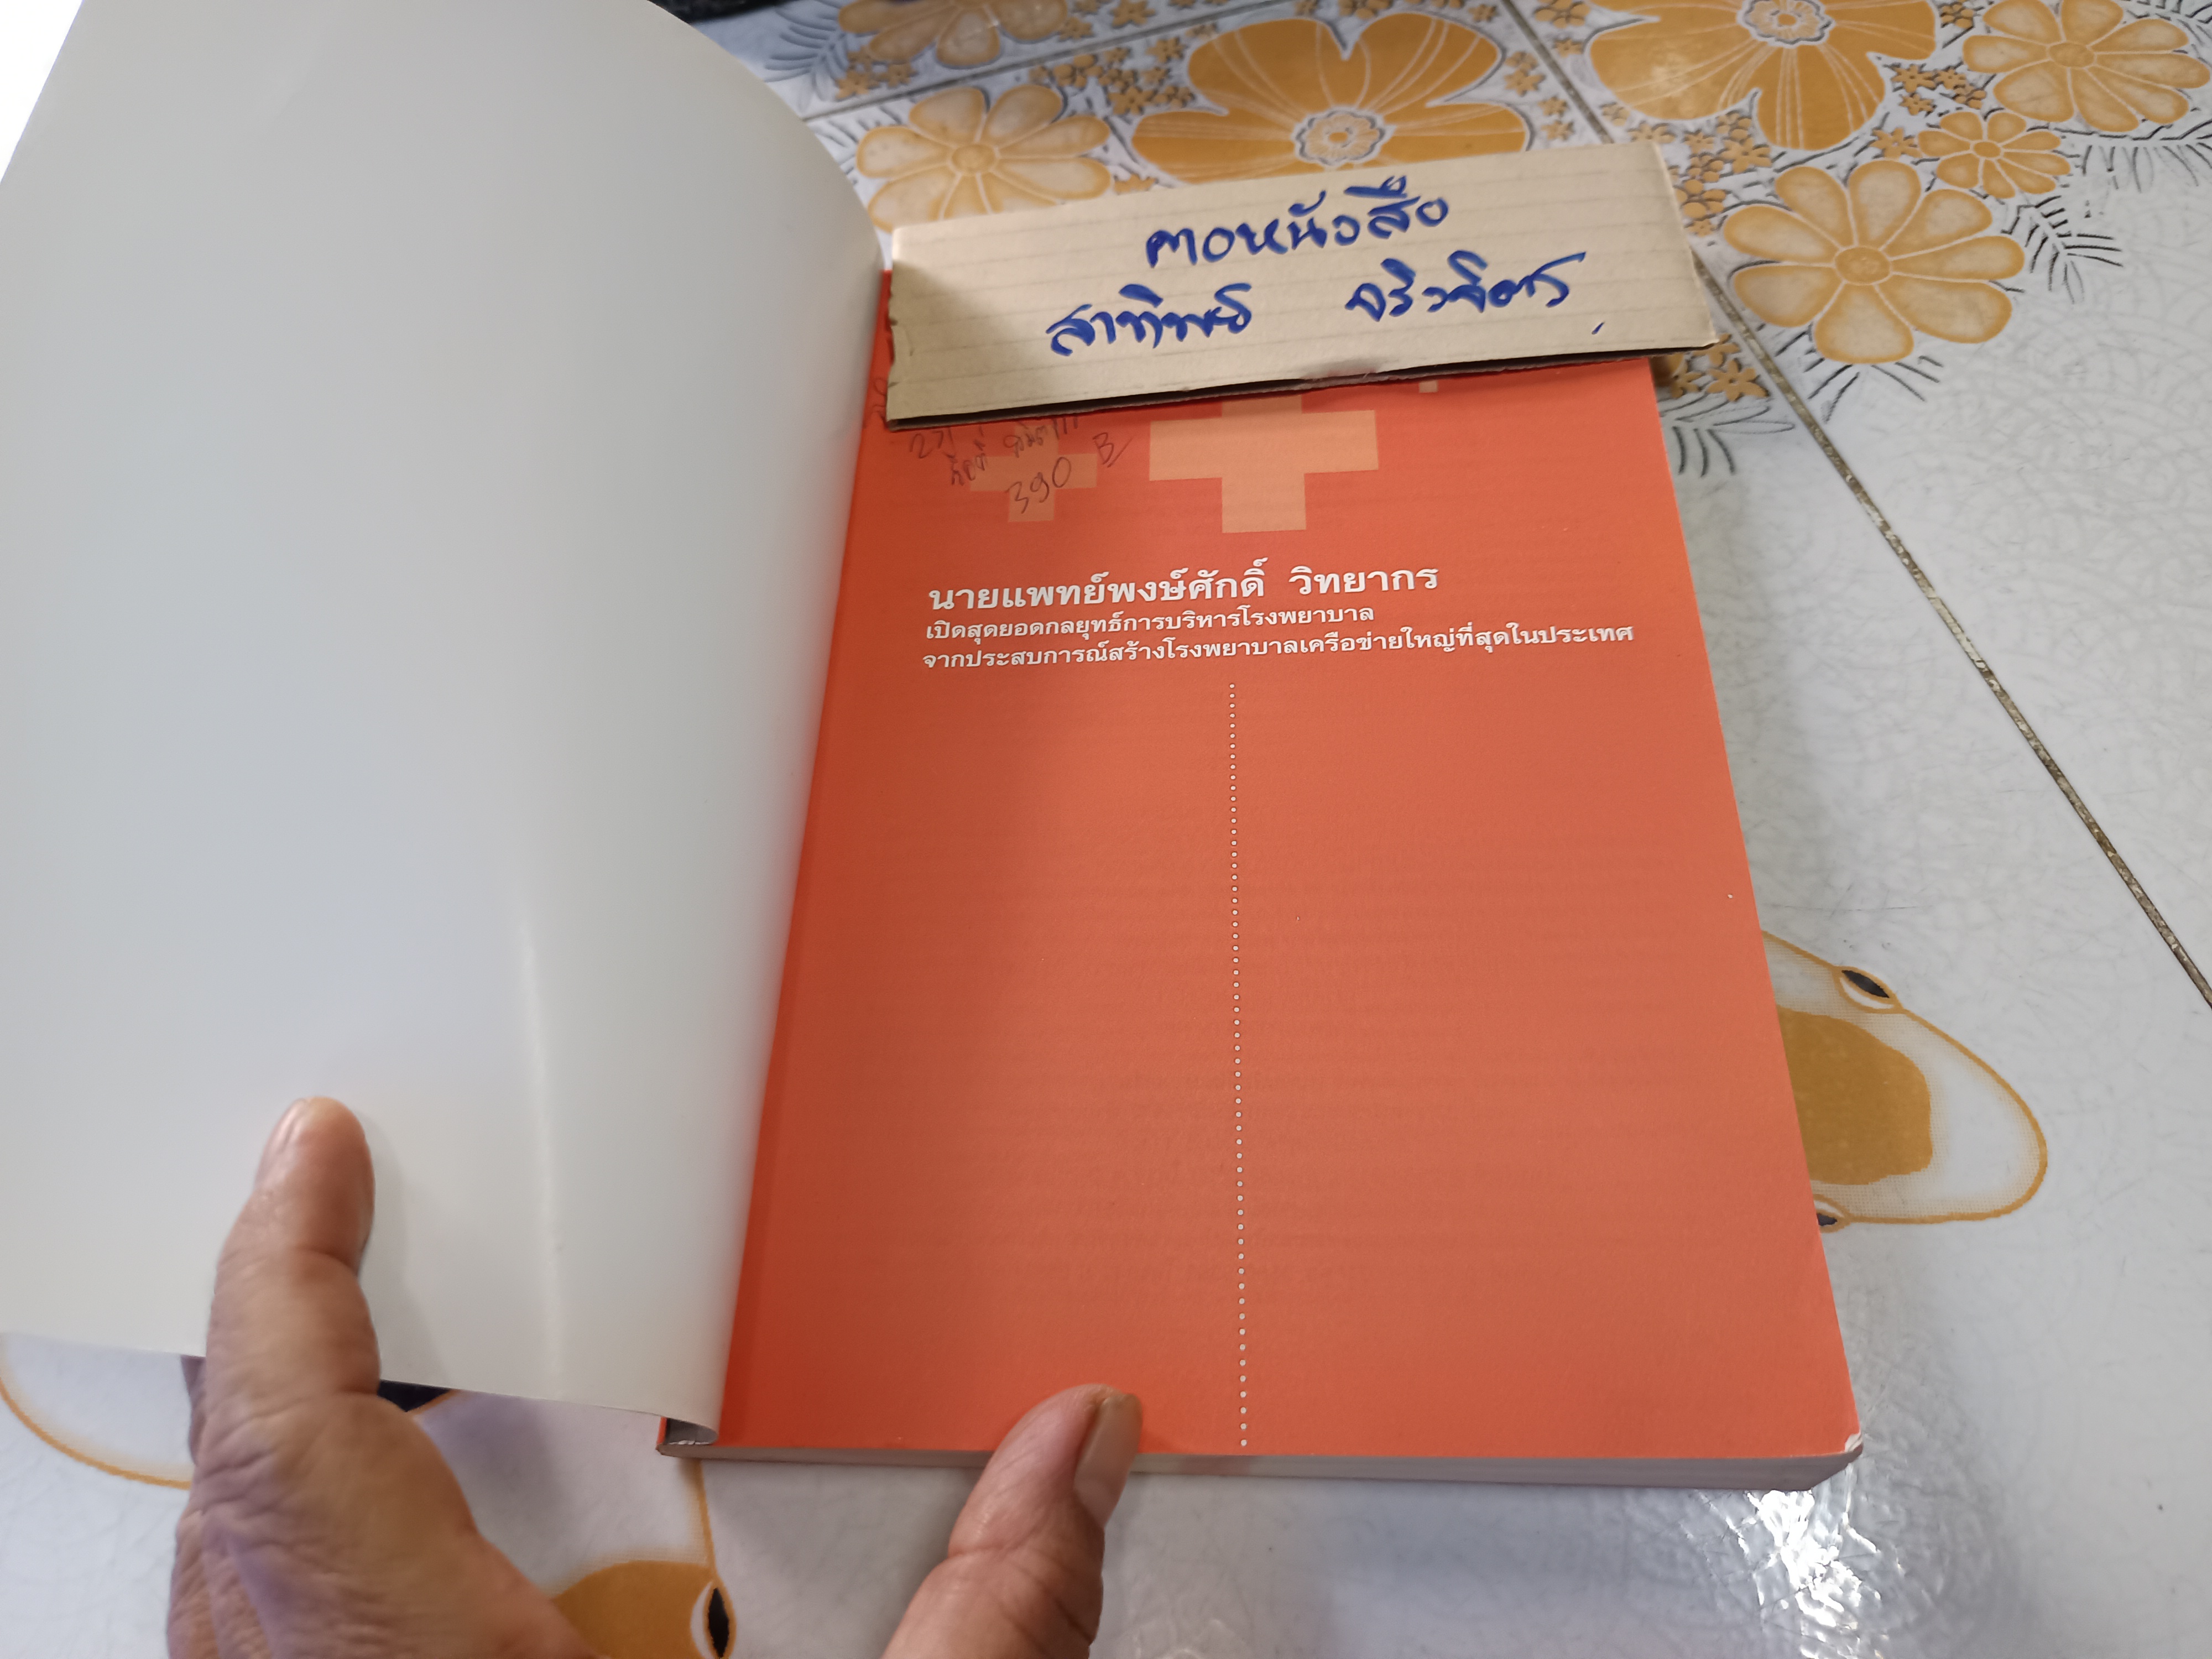 ฅอหนังสือ
สาทิพย์ จริงจิตร
390 B/
นายแพทย์พงษ์ศักดิ์ วิทยากร
เปิดสุดยอดกลยุทธ์การบริหารโรงพยาบาล
จากประสบการณ์สร้างโรงพยาบาลเครือข่ายใหญ่ที่สุดในประเทศ